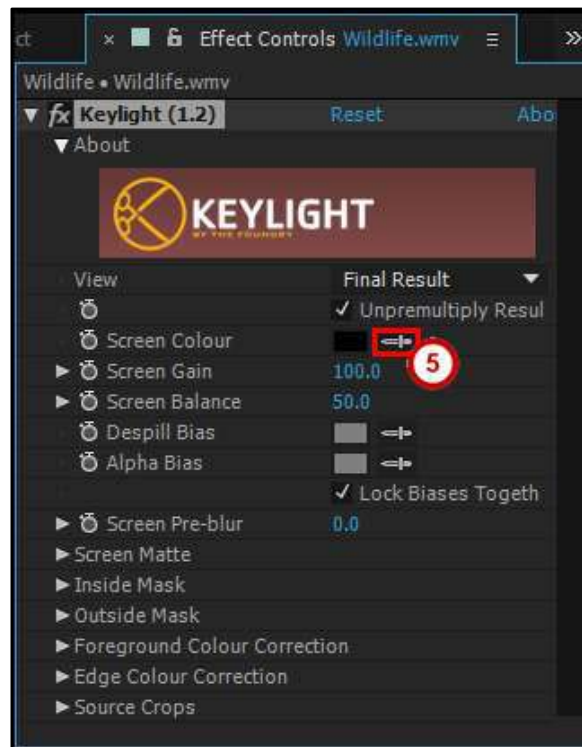 ct × Effect Controls Wildlife.wmv ≡ »
Wildlife • Wildlife.wmv
fx Keylight (1.2) Reset Abo
About
KEYLIGHT
BY THE FOUNDRY
View Final Result
✓ Unpremultiply Resul
Screen Colour
5
Screen Gain 100.0
Screen Balance 50.0
Despill Bias
Alpha Bias
✓ Lock Biases Togeth
Screen Pre-blur 0.0
Screen Matte
Inside Mask
Outside Mask
Foreground Colour Correction
Edge Colour Correction
Source Crops